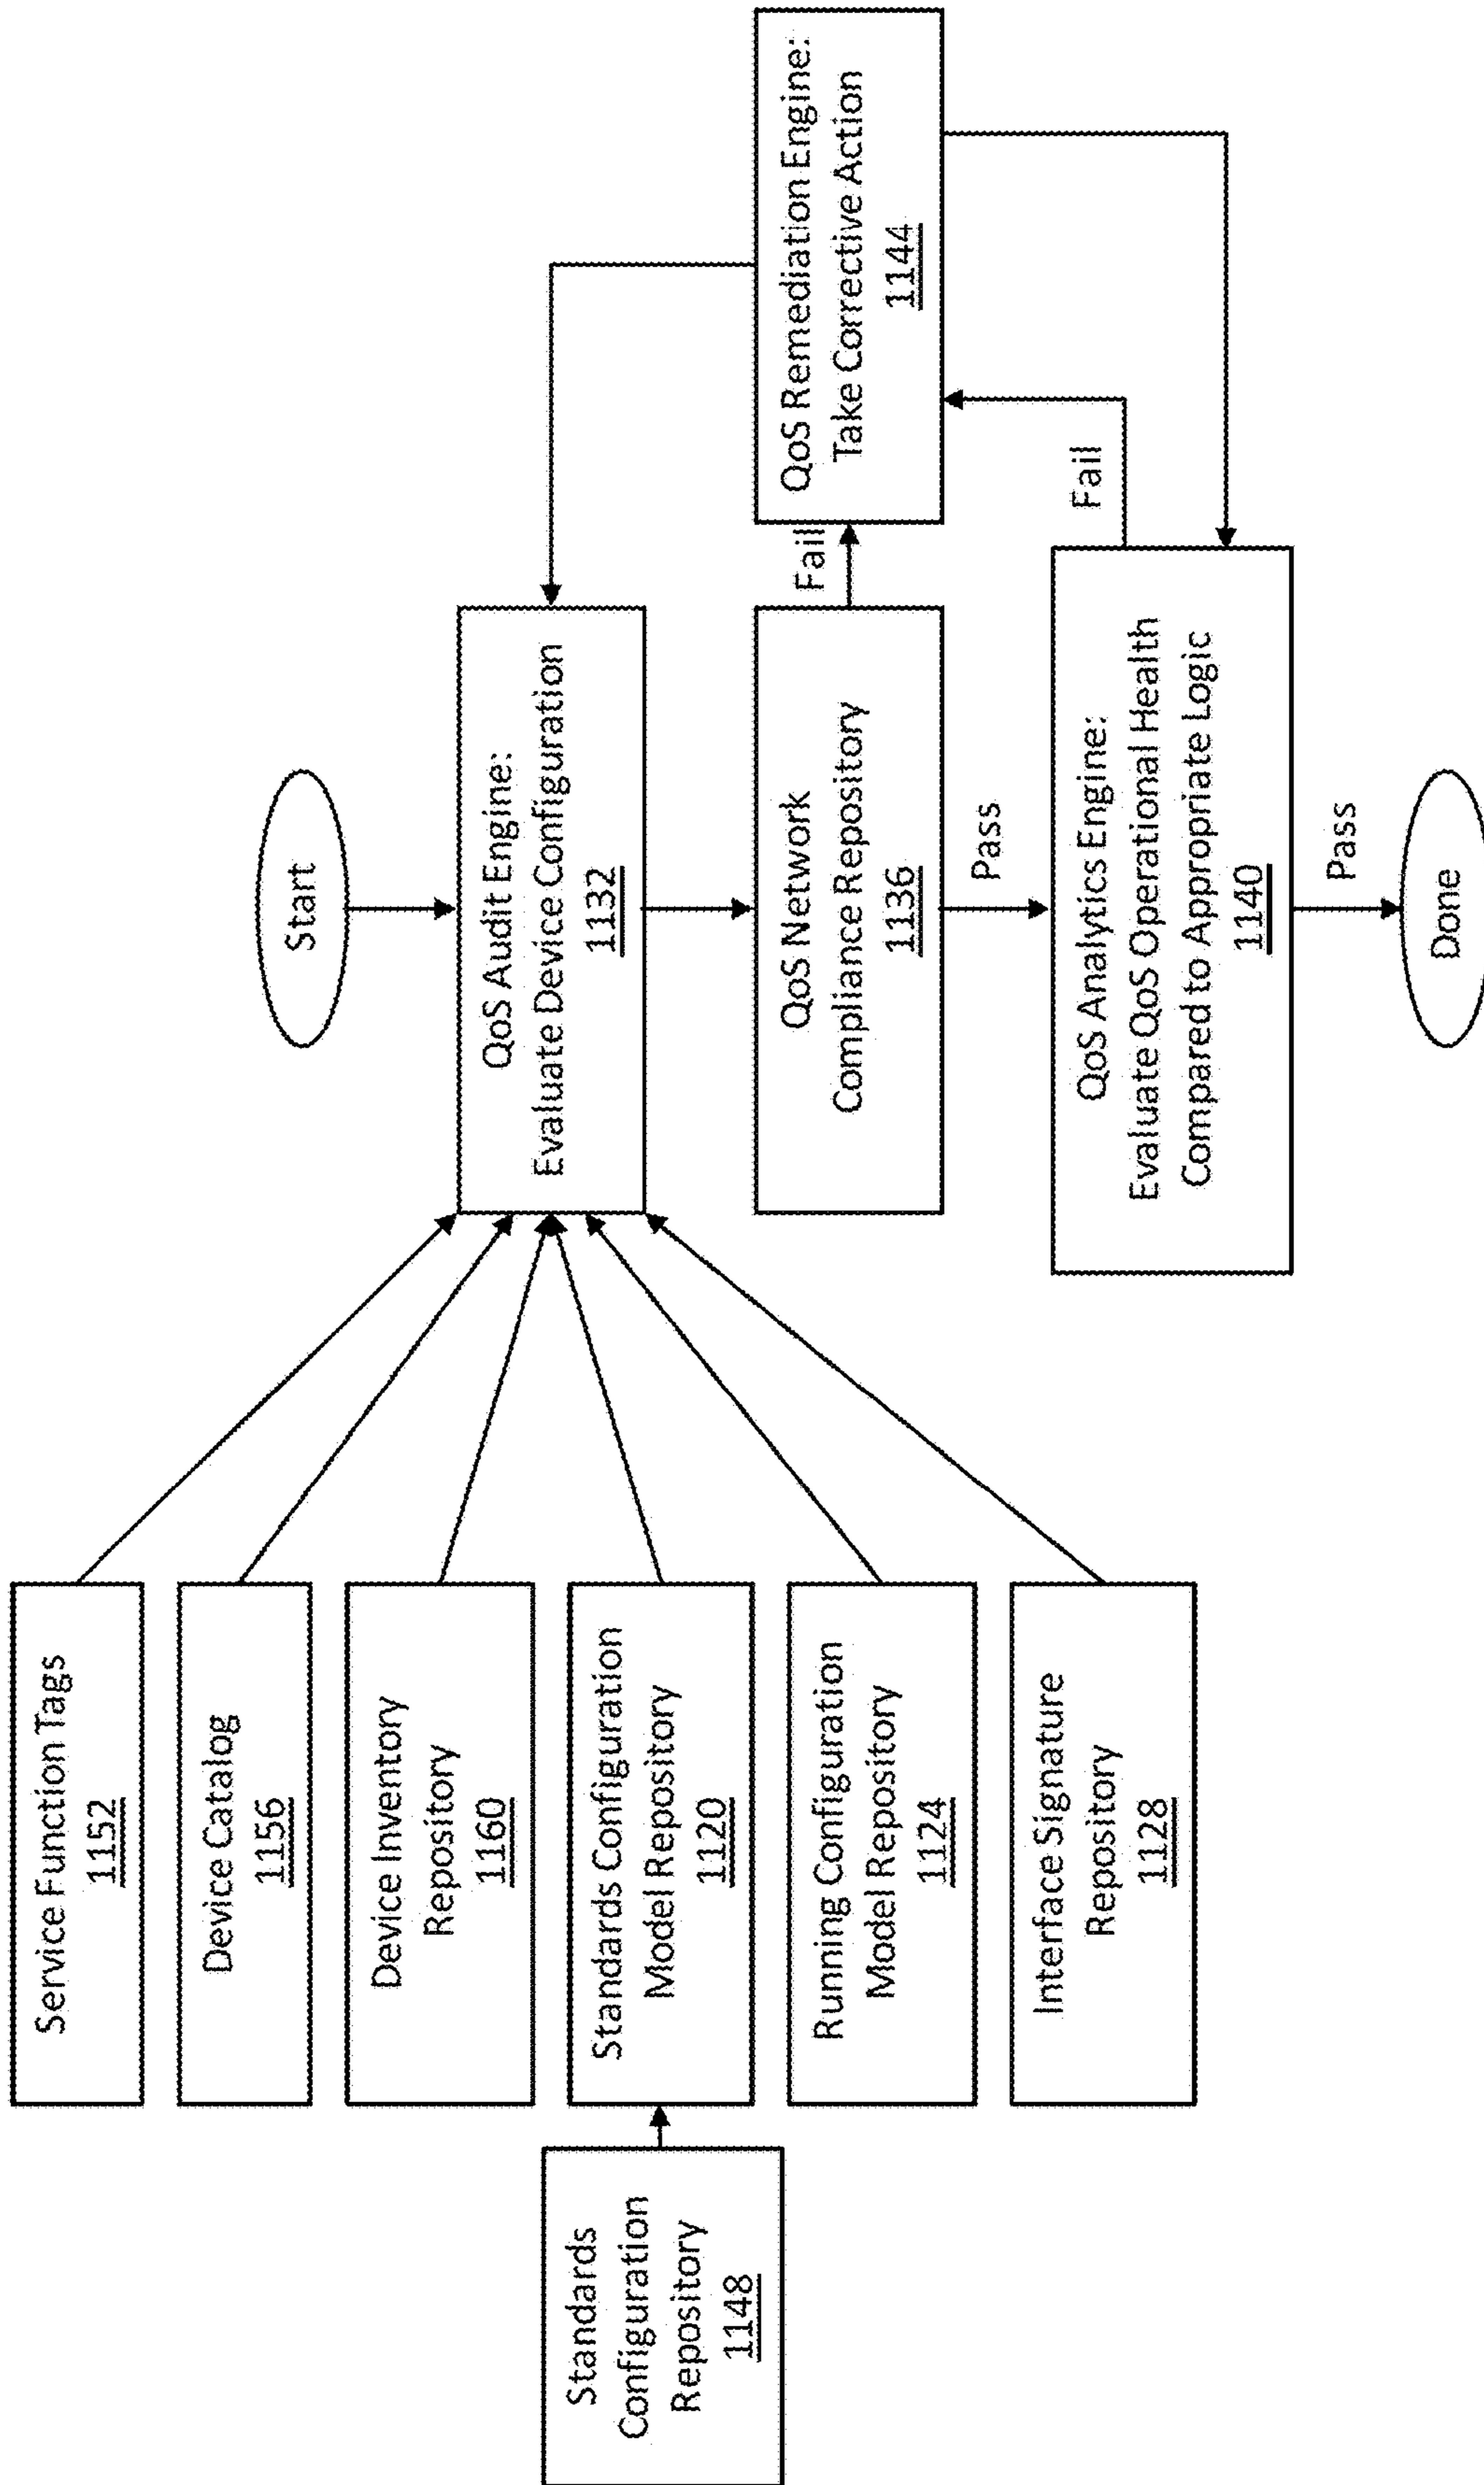 Standards
Configuration
Repository
1148
Service Function Tags
1152
Device Catalog
1156
Device Inventory
Repository
1160
Standards Configuration
Model Repository
1120
Running Configuration
Model Repository
1124
Interface Signature
Repository
1128
Start
QoS Audit Engine:
Evaluate Device Configuration
1132
QoS Network
Compliance Repository
1136
Fail
QoS Remediation Engine:
Take Corrective Action
1144
Pass
QoS Analytics Engine:
Evaluate QoS Operational Health
Compared to Appropriate Logic
1140
Fail
Pass
Done